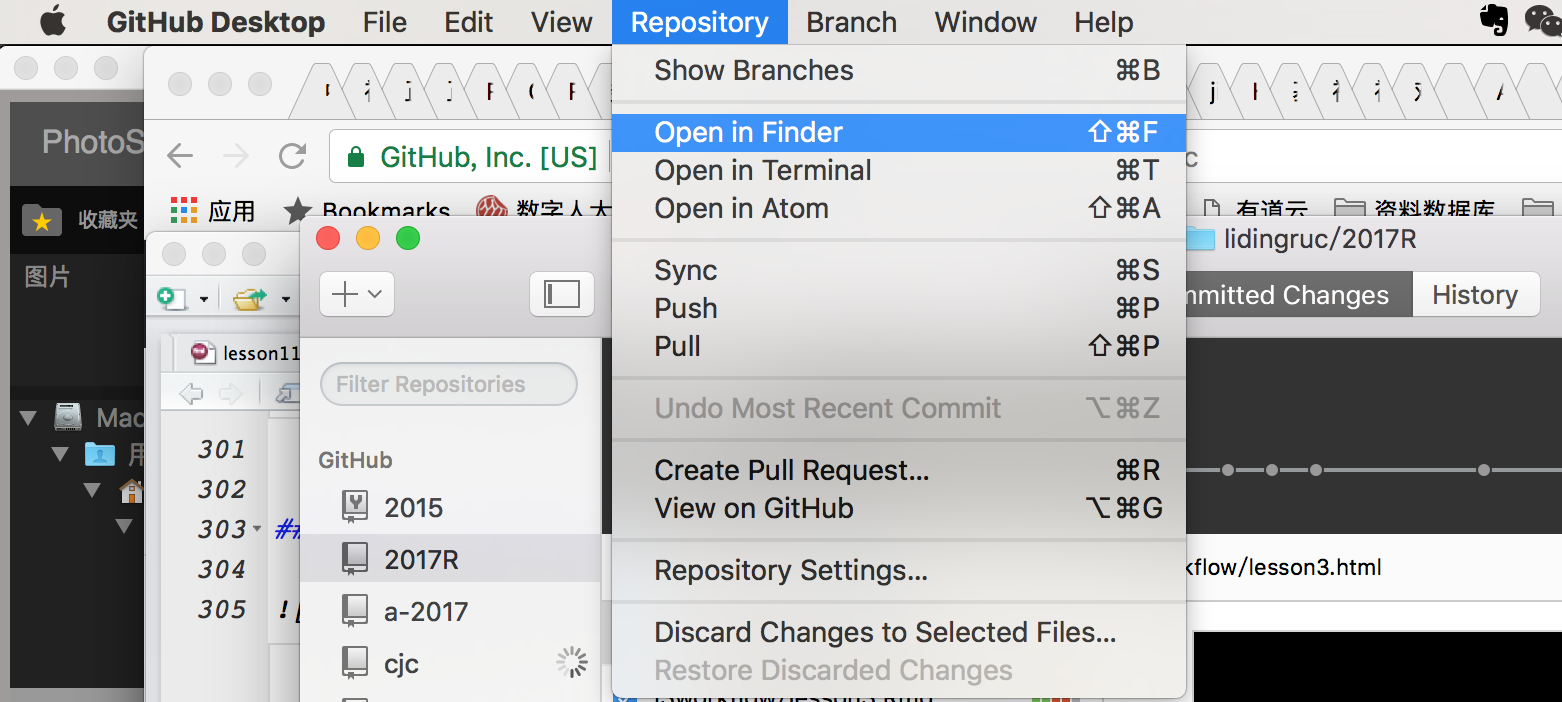 GitHub Desktop File Edit View Repository Branch Window Help
Show Branches ⌘B
Open in Finder ⇧⌘F
Open in Terminal ⌘T
Open in Atom ⇧⌘A
Sync ⌘S
Push ⌘P
Pull ⇧⌘P
Undo Most Recent Commit ⌥⌘Z
Create Pull Request... ⌘R
View on GitHub ⌥⌘G
Repository Settings...
Discard Changes to Selected Files...
Restore Discarded Changes
PhotoS
收藏夹
图片
Mac
GitHub, Inc. [US]
应用 Bookmarks 数字人大
有道云 资料数据库
lesson11
301
302
303 ##
304
305
lidingruc/2017R
mmitted Changes History
Filter Repositories
GitHub
2015
2017R
a-2017
cjc
kflow/lesson3.html